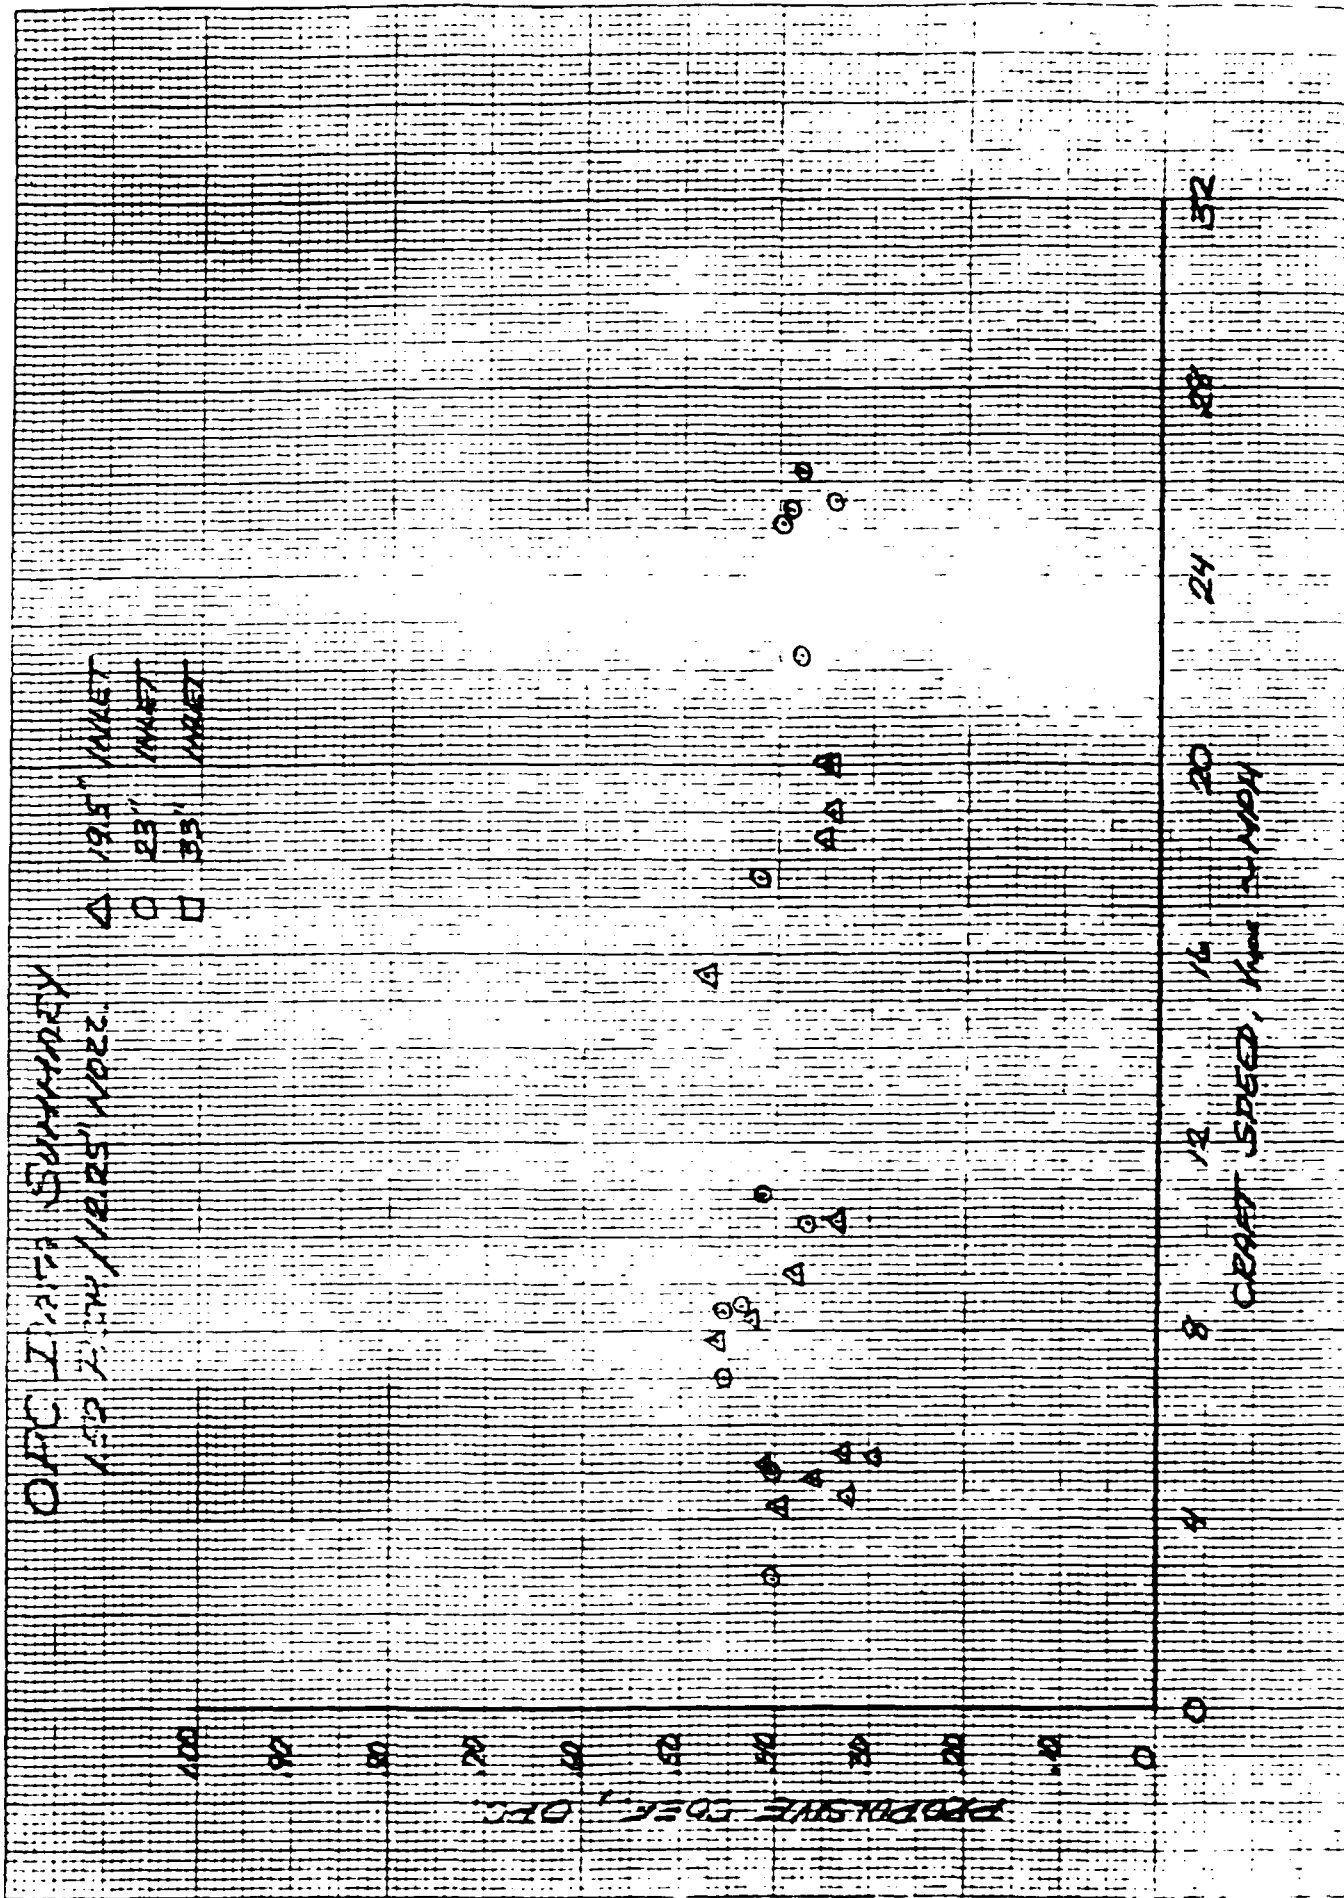 OPC DATA SUMMARY
/12.25" NOZZ.
△ 19.5" INLET
○ 23" INLET
□ 33" INLET
PROPULSIVE COEF, OPC
1.00
.90
.80
.70
.60
.50
.40
.30
.20
.10
0
0 4 8 12 16 20 24 28 32
CRAFT SPEED, ~ MPH